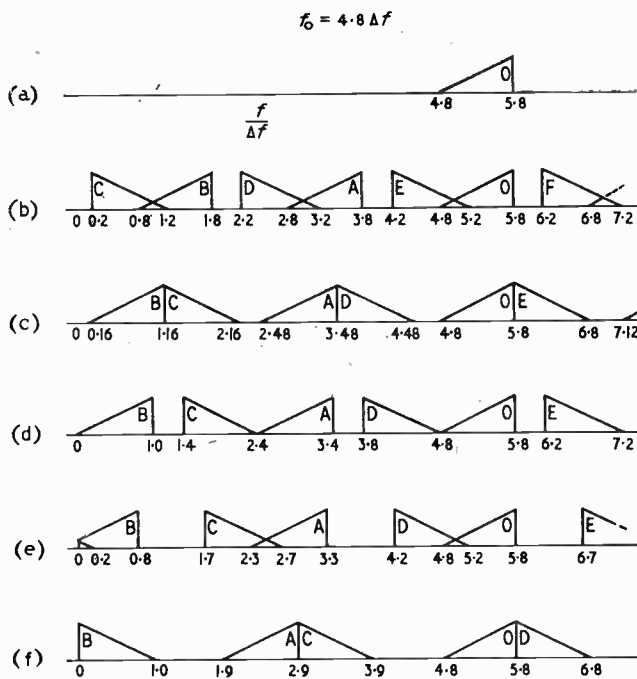 f₀ = 4·8 Δf
O
(a)
4·8 5·8
f
Δf
C B D A E O F
(b)
0 0·2 0·8 1·2 1·8 2·2 2·8 3·2 3·8 4·2 4·8 5·2 5·8 6·2 6·8 7·2
B C A D O E
(c)
0 0·16 1·16 2·16 2·48 3·48 4·48 4·8 5·8 6·8 7·12
B C A D O E
(d)
0 1·0 1·4 2·4 3·4 3·8 4·8 5·8 6·2 7·2
B C A D O E
(e)
0 0·2 0·8 1·7 2·3 2·7 3·3 4·2 4·8 5·2 5·8 6·7
B A C O D
(f)
0 1·0 1·9 2·9 3·9 4·8 5·8 6·8